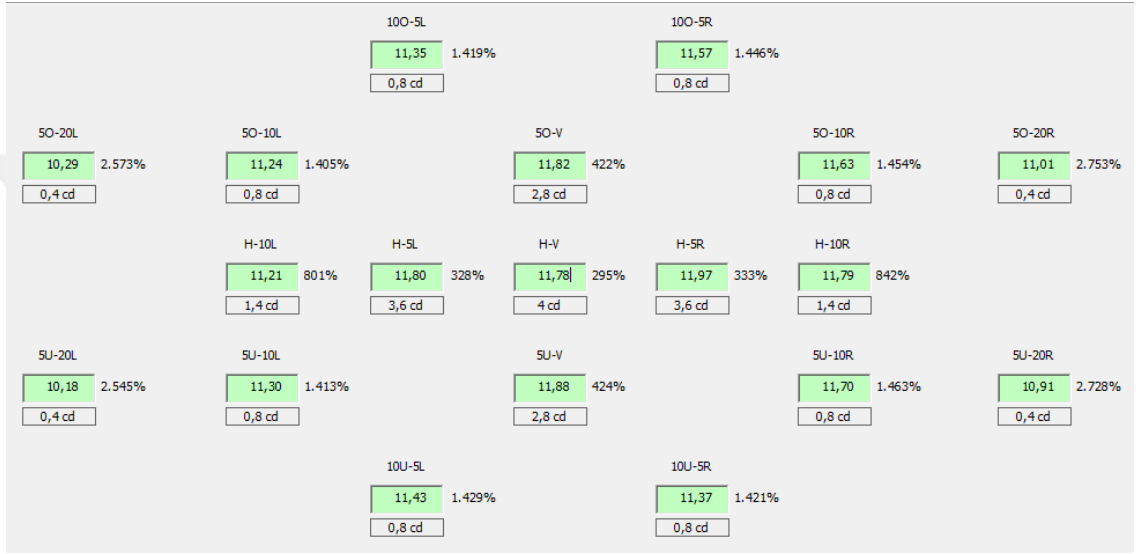 10O-5L 10O-5R
11,35 1.419% 11,57 1.446%
0,8 cd 0,8 cd
5O-20L 5O-10L 5O-V 5O-10R 5O-20R
10,29 2.573% 11,24 1.405% 11,82 422% 11,63 1.454% 11,01 2.753%
0,4 cd 0,8 cd 2,8 cd 0,8 cd 0,4 cd
H-10L H-5L H-V H-5R H-10R
11,21 801% 11,80 328% 11,78 295% 11,97 333% 11,79 842%
1,4 cd 3,6 cd 4 cd 3,6 cd 1,4 cd
5U-20L 5U-10L 5U-V 5U-10R 5U-20R
10,18 2.545% 11,30 1.413% 11,88 424% 11,70 1.463% 10,91 2.728%
0,4 cd 0,8 cd 2,8 cd 0,8 cd 0,4 cd
10U-5L 10U-5R
11,43 1.429% 11,37 1.421%
0,8 cd 0,8 cd